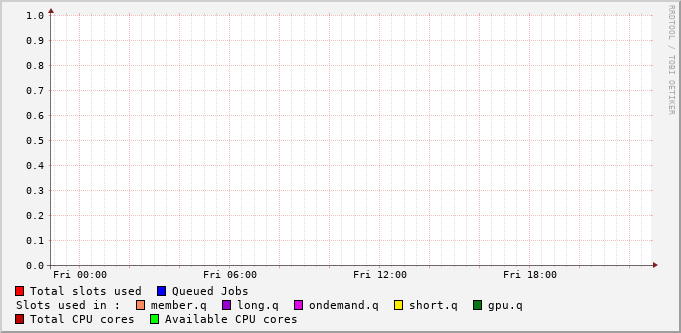 1.0
0.9
0.8
0.7
0.6
0.5
0.4
0.3
0.2
0.1
0.0
Fri 00:00 Fri 06:00 Fri 12:00 Fri 18:00
RRDTOOL / TOBI OETIKER
Total slots used Queued Jobs
Slots used in : member.q long.q ondemand.q short.q gpu.q
Total CPU cores Available CPU cores